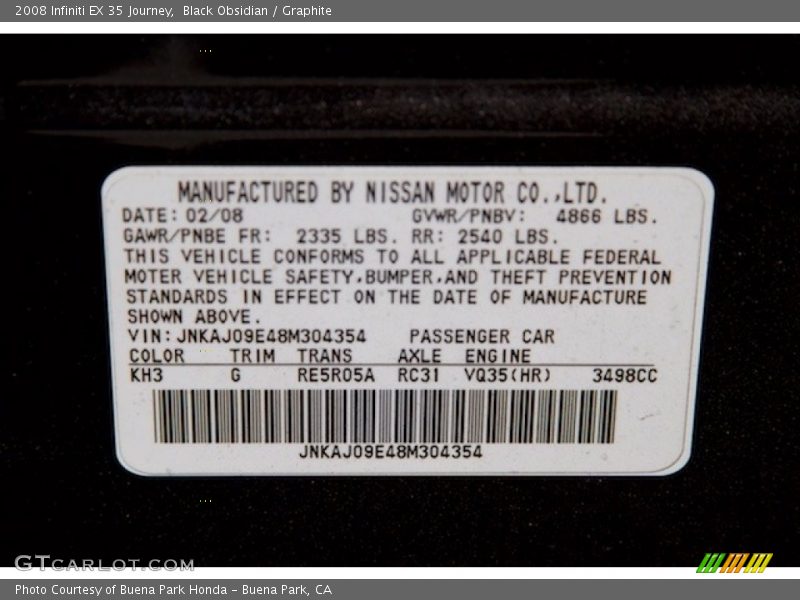 2008 Infiniti EX 35 Journey,  Black Obsidian / Graphite
MANUFACTURED BY NISSAN MOTOR CO.,LTD.
DATE: 02/08 GVWR/PNBV: 4866 LBS.
GAWR/PNBE FR: 2335 LBS. RR: 2540 LBS.
THIS VEHICLE CONFORMS TO ALL APPLICABLE FEDERAL
MOTER VEHICLE SAFETY,BUMPER,AND THEFT PREVENTION
STANDARDS IN EFFECT ON THE DATE OF MANUFACTURE
SHOWN ABOVE.
VIN: JNKAJ09E48M304354 PASSENGER CAR
COLOR TRIM TRANS AXLE ENGINE
KH3 G RE5R05A RC31 VQ35(HR) 3498CC
JNKAJ09E48M304354
GTCARLOT.COM
Photo Courtesy of Buena Park Honda - Buena Park, CA